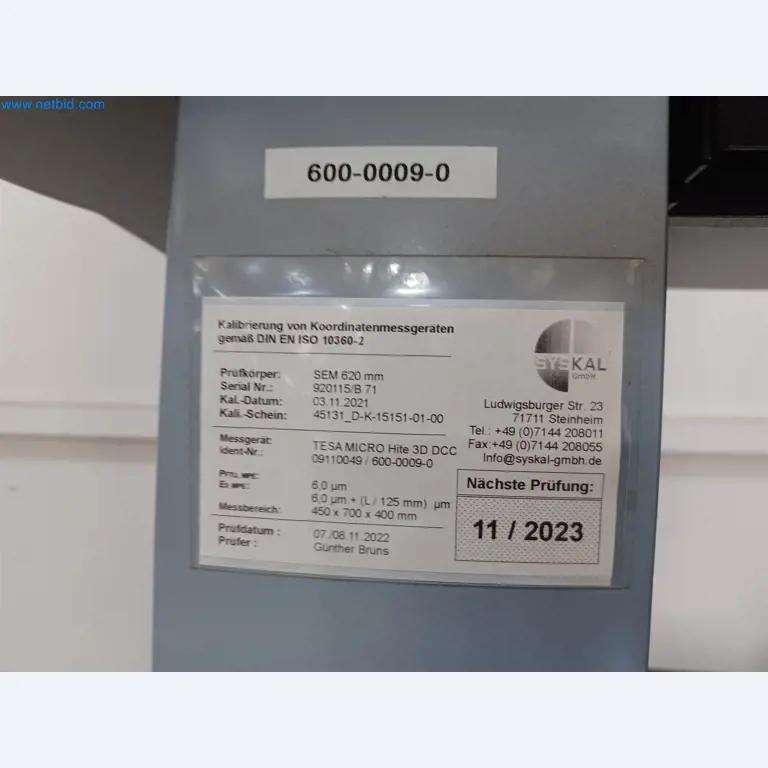 www.netbid.com
600-0009-0
Kalibrierung von Koordinatenmessgeräten
gemäß DIN EN ISO 10360-2
SYSKAL
GmbH
Ludwigsburger Str. 23
71711 Steinheim
Tel.: +49 (0)7144 208011
Fax:+49 (0)7144 208055
Info@syskal-gmbh.de
Prüfkörper: SEM 620 mm
Serial Nr.: 920115/B 71
Kal.-Datum: 03.11.2021
Kali.-Schein: 45131_D-K-15151-01-00
Messgerät: TESA MICRO Hite 3D DCC
Ident-Nr.: 09110049 / 600-0009-0
6,0 µm
E0 MPE: 6,0 µm + (L / 125 mm) µm
Messbereich: 450 x 700 x 400 mm
Prüfdatum : 07./08.11.2022
Prüfer : Günther Bruns
Nächste Prüfung:
11 / 2023